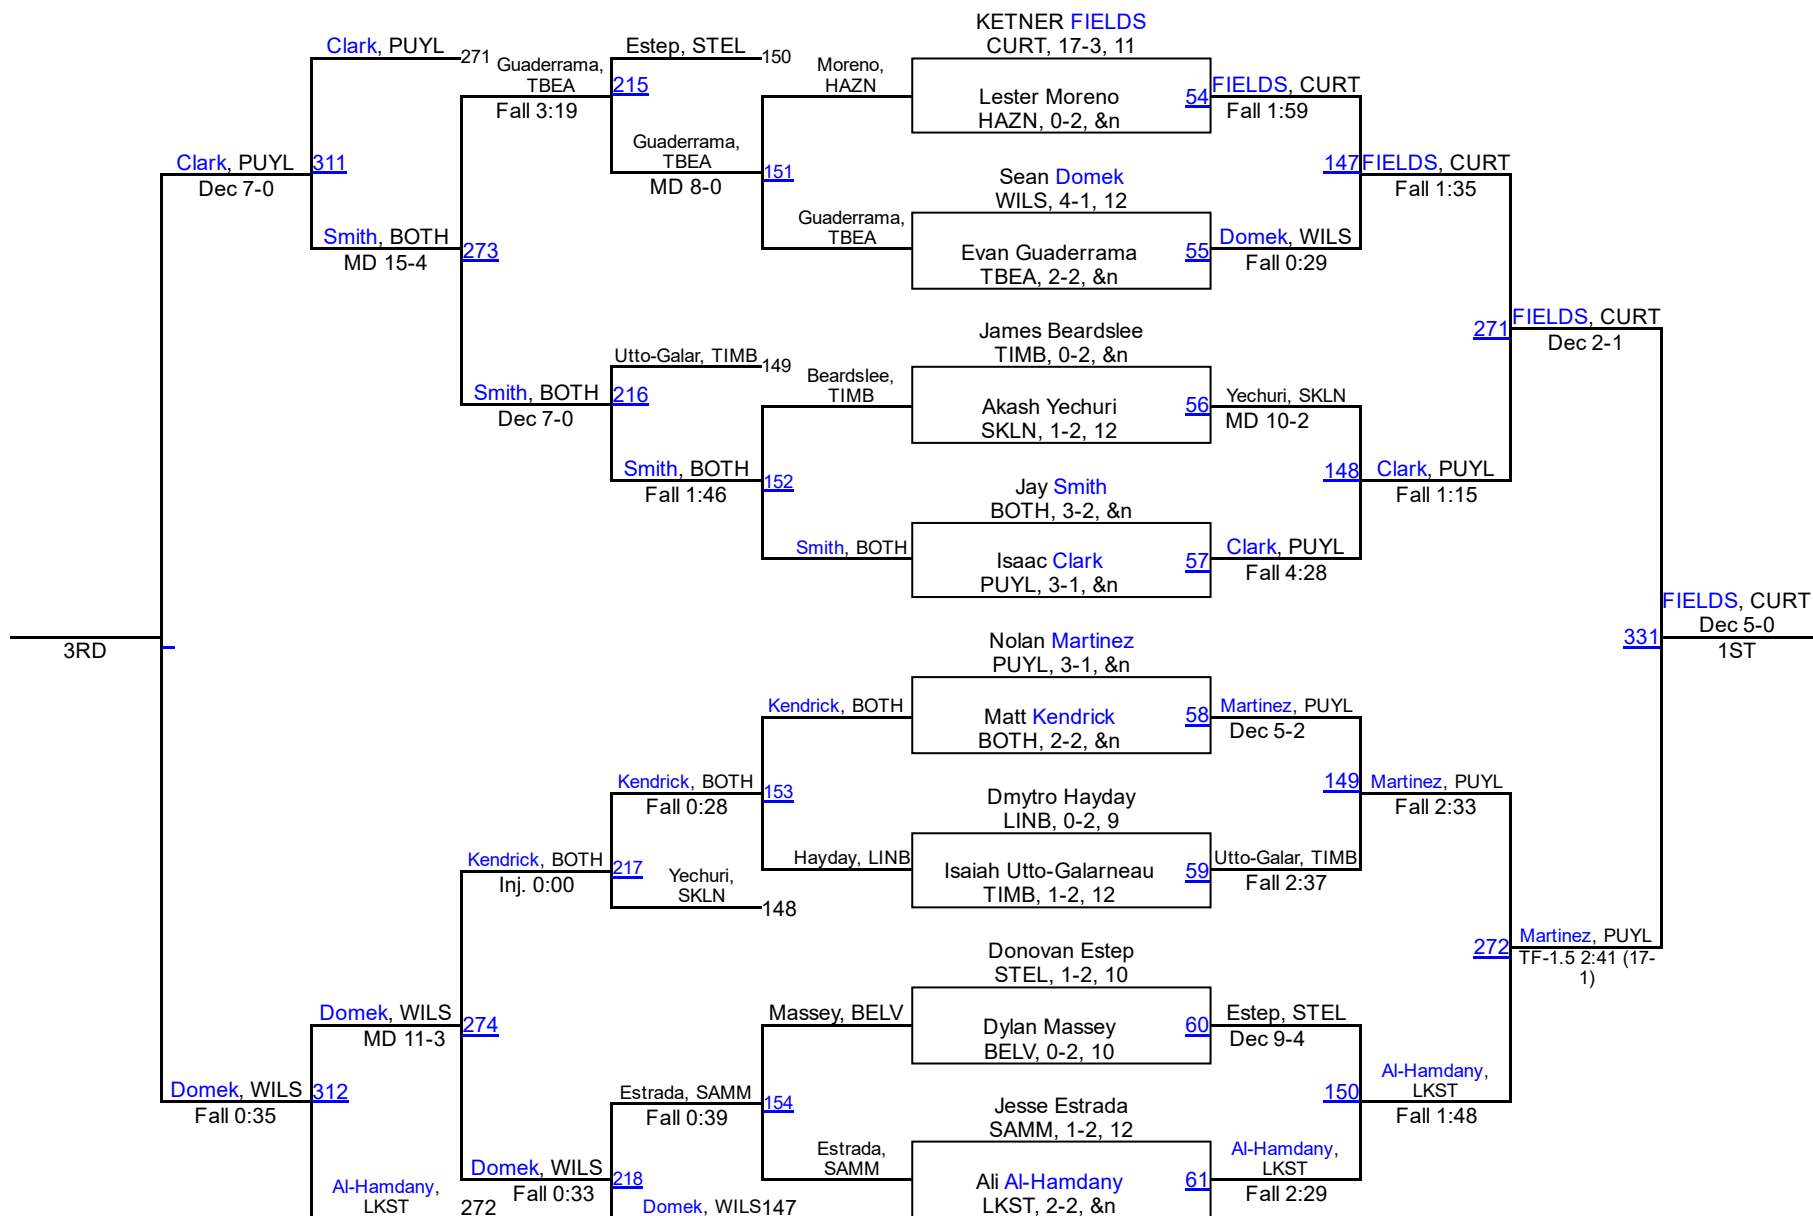 KETNER FIELDS
CURT, 17-3, 11
Clark, PUYL
271
Guaderrama,
TBEA
Fall 3:19
Estep, STEL
150
215
Moreno,
HAZN
Lester Moreno
HAZN, 0-2, &n
54
FIELDS, CURT
Fall 1:59
Guaderrama,
TBEA
MD 8-0
151
Clark, PUYL
Dec 7-0
311
147
FIELDS, CURT
Fall 1:35
Sean Domek
WILS, 4-1, 12
Guaderrama,
TBEA
Smith, BOTH
MD 15-4
273
Evan Guaderrama
TBEA, 2-2, &n
55
Domek, WILS
Fall 0:29
James Beardslee
TIMB, 0-2, &n
271
FIELDS, CURT
Dec 2-1
Utto-Galar, TIMB
149
Beardslee,
TIMB
Smith, BOTH
Dec 7-0
216
Akash Yechuri
SKLN, 1-2, 12
56
Yechuri, SKLN
MD 10-2
Smith, BOTH
Fall 1:46
152
148
Clark, PUYL
Fall 1:15
Jay Smith
BOTH, 3-2, &n
Smith, BOTH
Isaac Clark
PUYL, 3-1, &n
57
Clark, PUYL
Fall 4:28
FIELDS, CURT
Dec 5-0
331
1ST
3RD
Nolan Martinez
PUYL, 3-1, &n
Kendrick, BOTH
Matt Kendrick
BOTH, 2-2, &n
58
Martinez, PUYL
Dec 5-2
Kendrick, BOTH
Fall 0:28
153
149
Martinez, PUYL
Fall 2:33
Dmytro Hayday
LINB, 0-2, 9
Kendrick, BOTH
Inj. 0:00
217
Yechuri,
SKLN
148
Hayday, LINB
Isaiah Utto-Galarneau
TIMB, 1-2, 12
59
Utto-Galar, TIMB
Fall 2:37
Donovan Estep
STEL, 1-2, 10
272
Martinez, PUYL
TF-1.5 2:41 (17-
1)
Domek, WILS
MD 11-3
274
Massey, BELV
Dylan Massey
BELV, 0-2, 10
60
Estep, STEL
Dec 9-4
Domek, WILS
Fall 0:35
312
Estrada, SAMM
Fall 0:39
154
150
Al-Hamdany,
LKST
Fall 1:48
Jesse Estrada
SAMM, 1-2, 12
Estrada,
SAMM
Domek, WILS
Fall 0:33
218
Ali Al-Hamdany
LKST, 2-2, &n
61
Al-Hamdany,
LKST
Fall 2:29
Al-Hamdany,
LKST
272
Domek, WILS
147